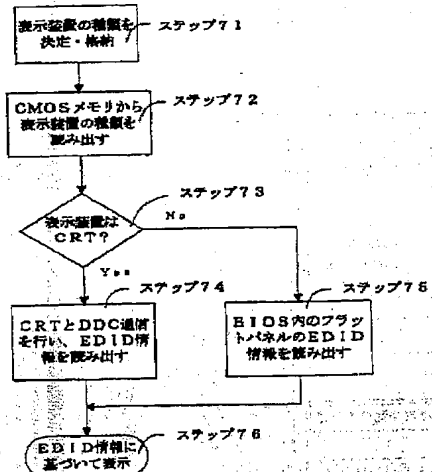 表示装置の種類を
決定・格納
ステップ71
CMOSメモリから
表示装置の種類を
読み出す
ステップ72
表示装置は
CRT?
ステップ73
No
Yes
CRTとDDC通信
を行い、EDID情
報を読み出す
ステップ74
BIOS内のフラッ
トパネルのEDID
情報を読み出す
ステップ75
EDID情報に
基づいて表示
ステップ76